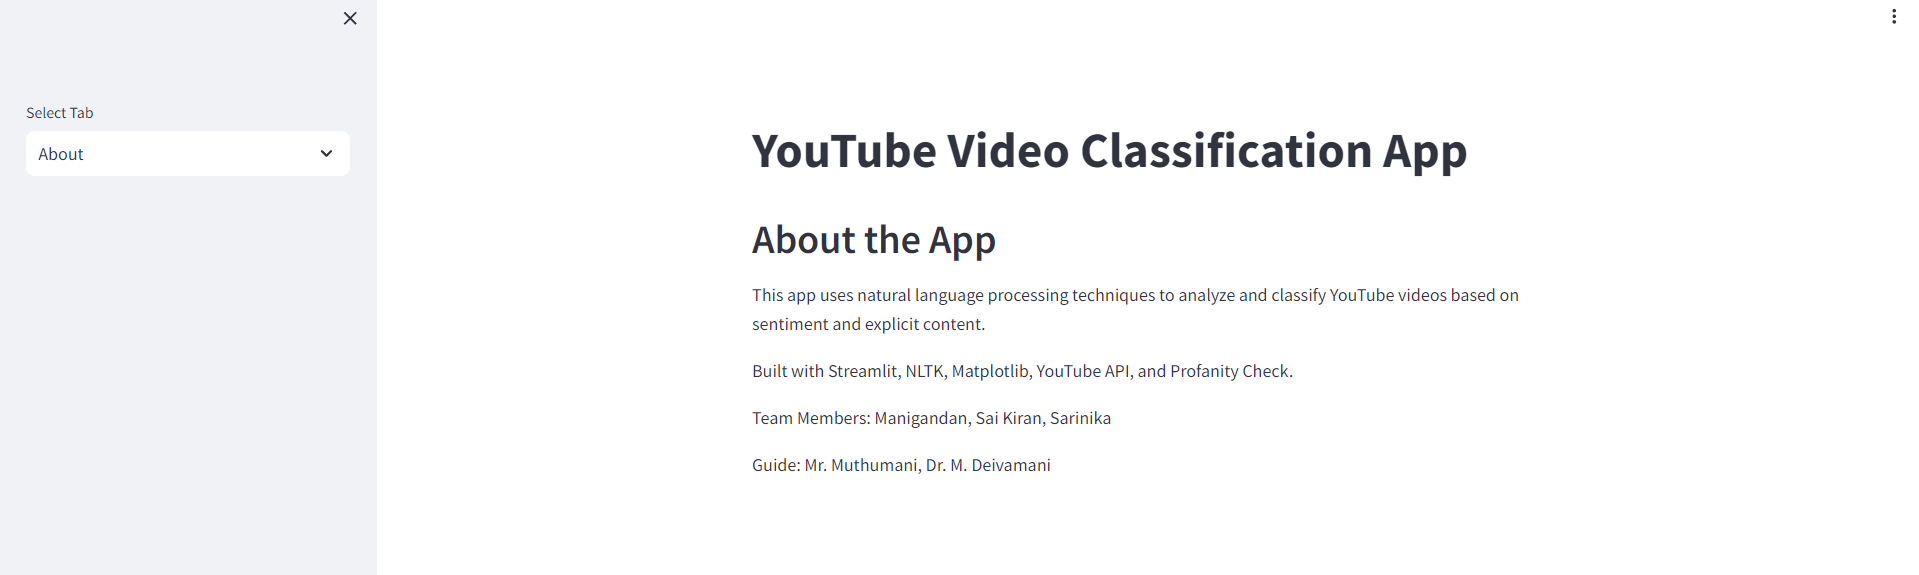 Select Tab
About
YouTube Video Classification App
About the App
This app uses natural language processing techniques to analyze and classify YouTube videos based on
sentiment and explicit content.
Built with Streamlit, NLTK, Matplotlib, YouTube API, and Profanity Check.
Team Members: Manigandan, Sai Kiran, Sarinika
Guide: Mr. Muthumani, Dr. M. Deivamani